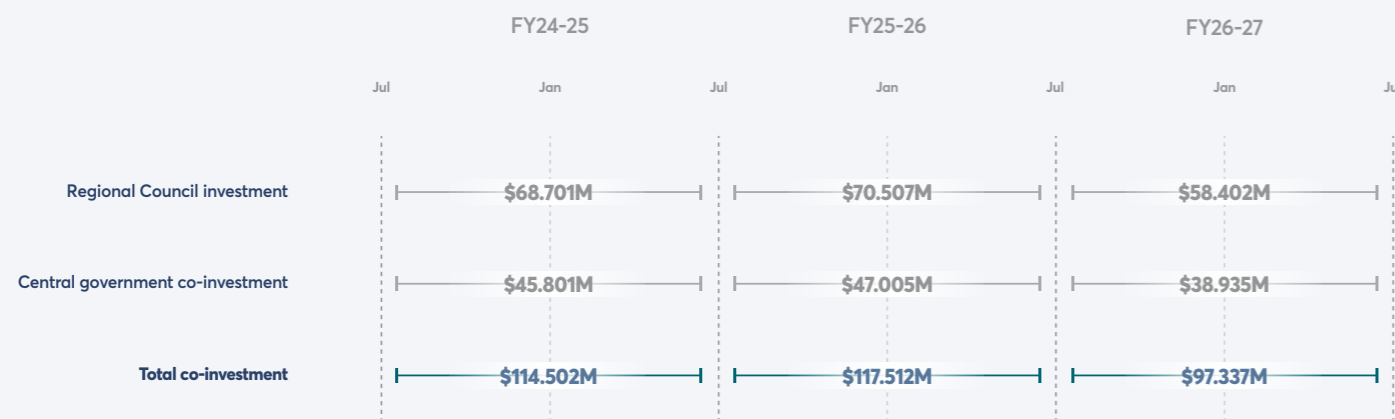 FY24-25 FY25-26 FY26-27
Jul Jan Jul Jan Jul Jan
Regional Council investment $68.701M $70.507M $58.402M
Central government co-investment $45.801M $47.005M $38.935M
Total co-investment $114.502M $117.512M $97.337M